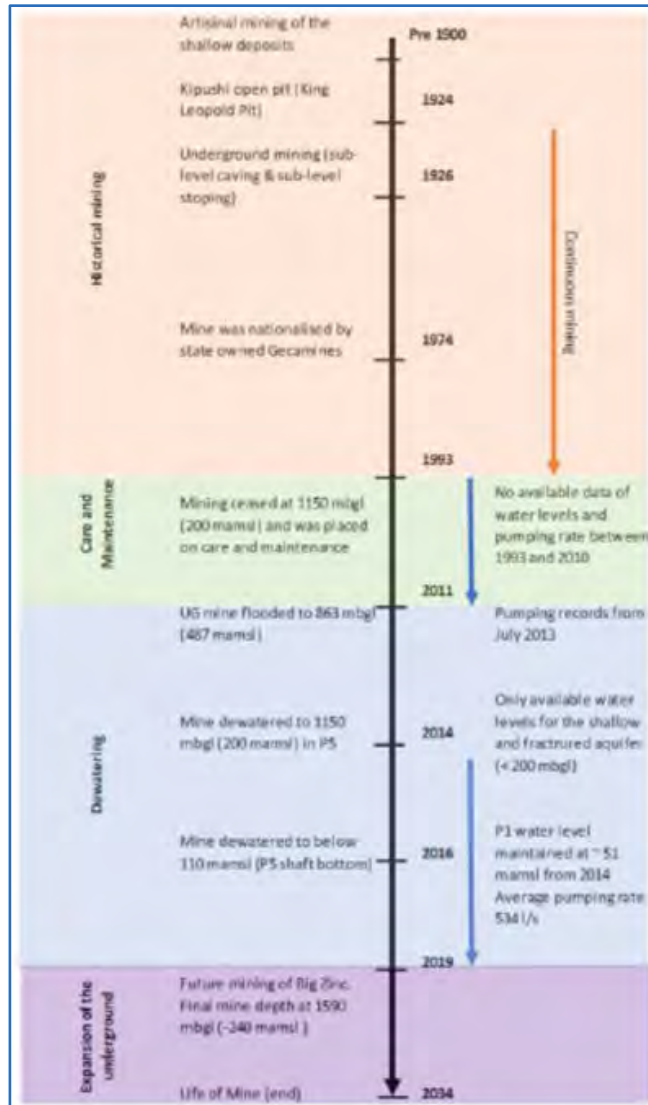 Artisinal mining of the
shallow deposits
Pre 1900
Kipushi open pit (King
Leopold Pit)
1924
Underground mining (sub-
level caving & sub-level
stoping)
1926
Historical mining
Continuous mining
Mine was nationalised by
state owned Gecamines
1974
1993
Care and
Maintenance
Mining ceased at 1150 mbgl
(200 mamsl) and was placed
on care and maintenance
No available data of
water levels and
pumping rate between
1993 and 2010
2011
UG mine flooded to 863 mbgl
(487 mamsl)
Pumping records from
July 2013
Dewatering
Mine dewatered to 1150
mbgl (200 mamsl) in P5
2014
Only available water
levels for the shallow
and fractnured aquifer
(< 200 mbgl)
Mine dewatered to below
110 mamsl (P5 shaft bottom)
2016
P1 water level
maintained at ~ 51
mamsl from 2014
Average pumping rate
534 l/s
2019
Expansion of the
underground
Future mining of Big Zinc.
Final mine depth at 1590
mbgl (-240 mamsl )
Life of Mine (end)
2034